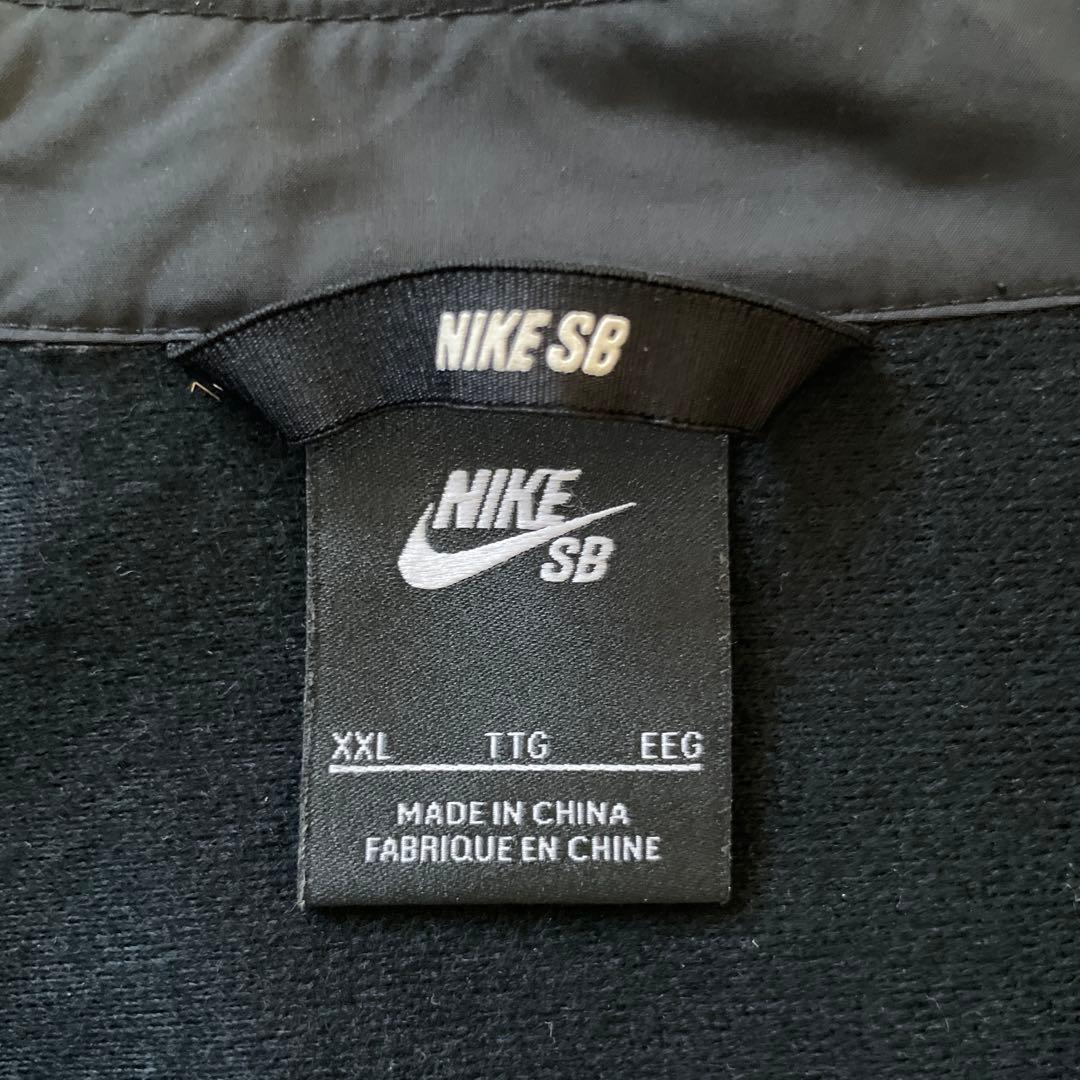 NIKE SB
NIKE
SB
XXL TTG EEG
MADE IN CHINA
FABRIQUE EN CHINE